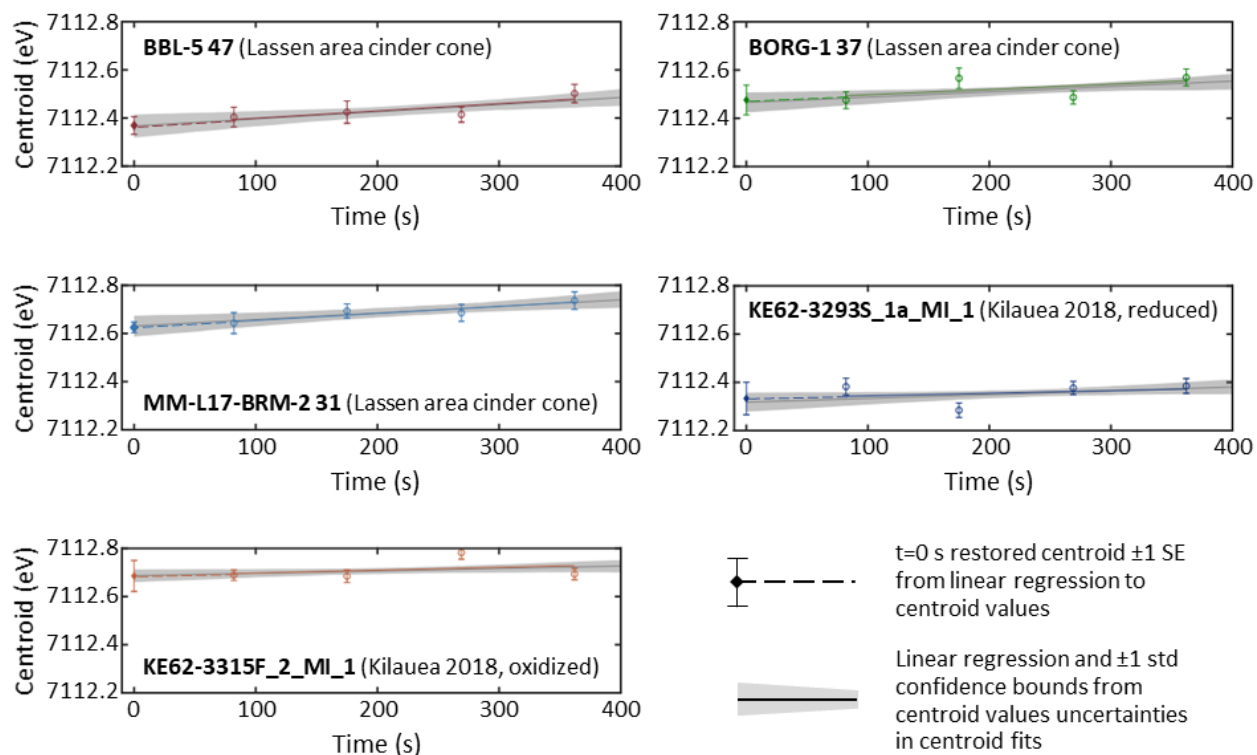 7112.8
7112.6
7112.4
7112.2
Centroid (eV)
BBL-5 47 (Lassen area cinder cone)
0 100 200 300 400
Time (s)
7112.8
7112.6
7112.4
7112.2
Centroid (eV)
BORG-1 37 (Lassen area cinder cone)
0 100 200 300 400
Time (s)
7112.8
7112.6
7112.4
7112.2
Centroid (eV)
MM-L17-BRM-2 31 (Lassen area cinder cone)
0 100 200 300 400
Time (s)
7112.8
7112.6
7112.4
7112.2
Centroid (eV)
KE62-3293S_1a_MI_1 (Kilauea 2018, reduced)
0 100 200 300 400
Time (s)
7112.8
7112.6
7112.4
7112.2
Centroid (eV)
KE62-3315F_2_MI_1 (Kilauea 2018, oxidized)
0 100 200 300 400
Time (s)
t=0 s restored centroid ±1 SE
from linear regression to
centroid values
Linear regression and ±1 std
confidence bounds from
centroid values uncertainties
in centroid fits